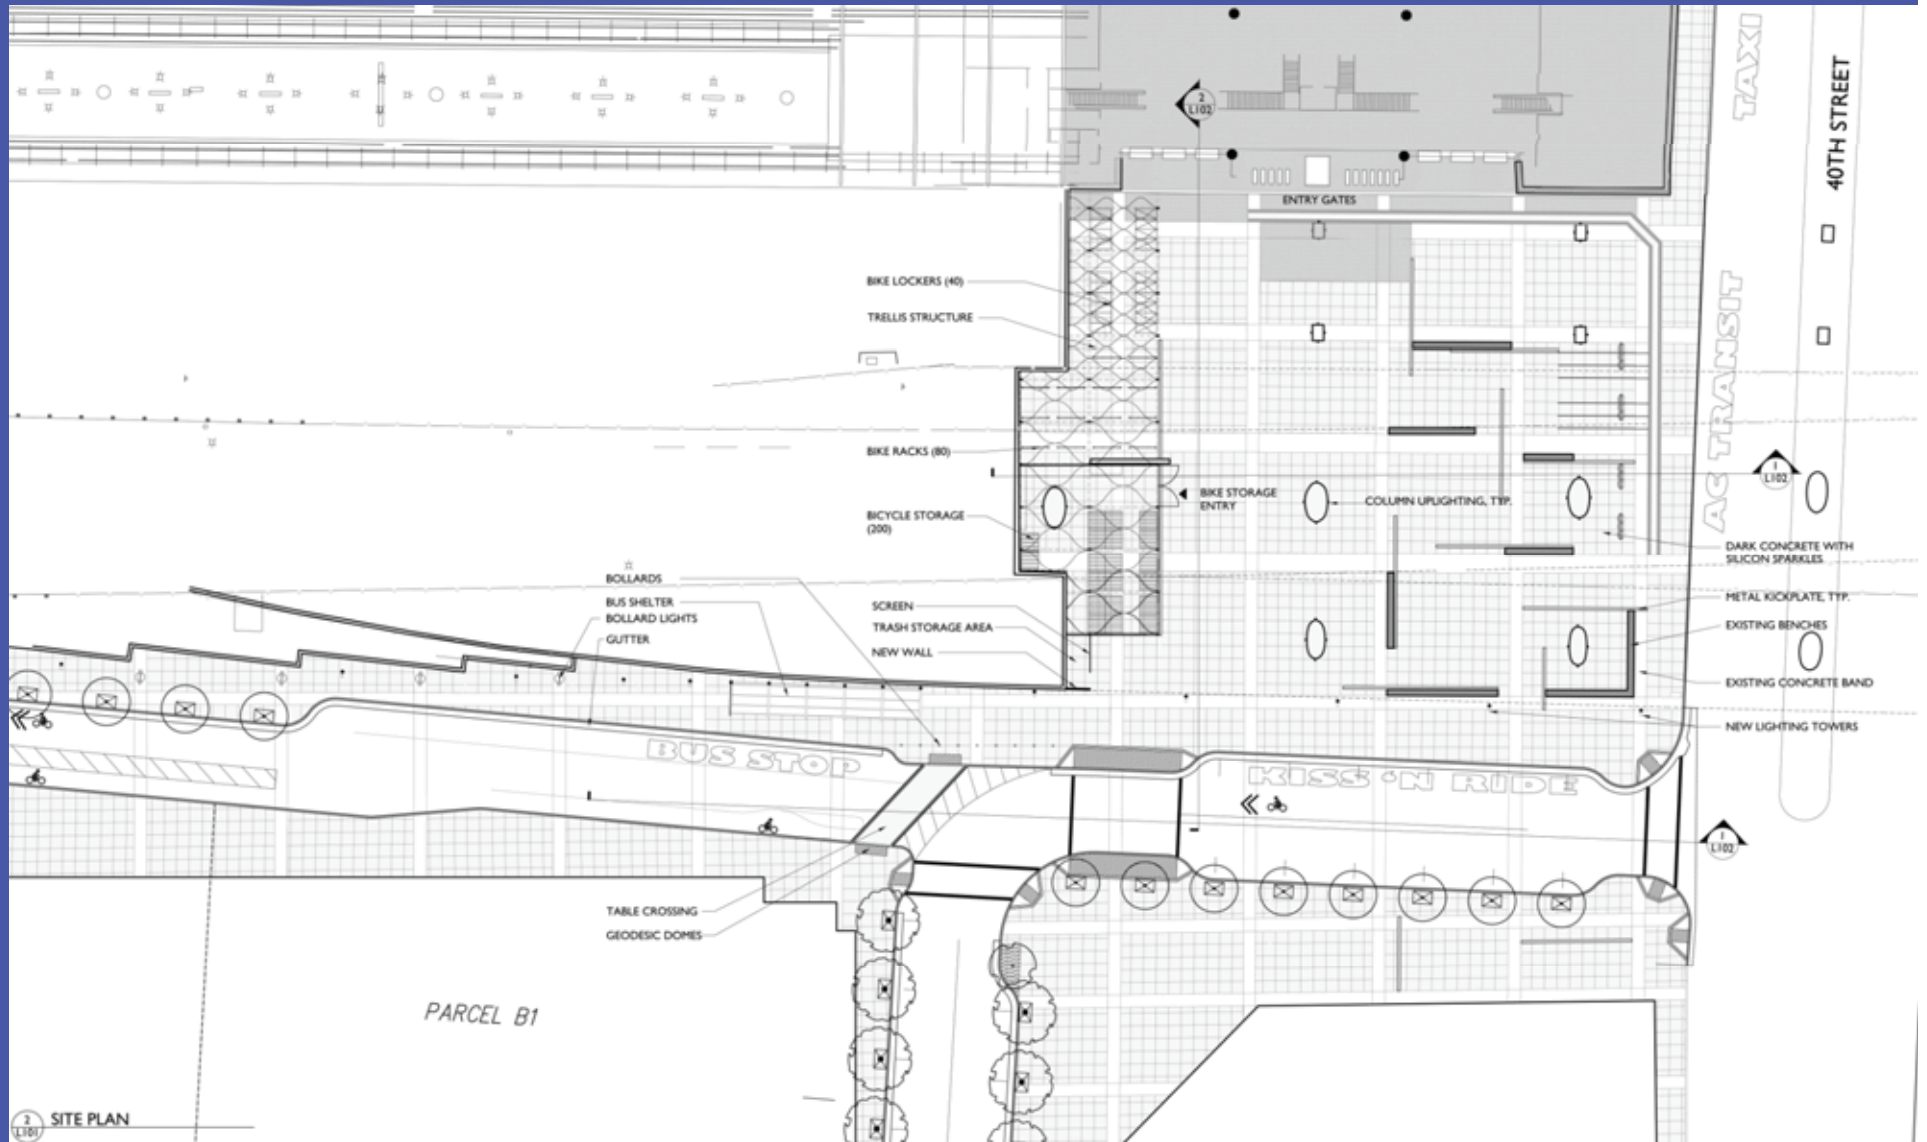 TAXI
40TH STREET
2
L102
ENTRY GATES
BIKE LOCKERS (40)
TRELLIS STRUCTURE
AC TRANSIT
BIKE RACKS (80)
1
L102
BIKE STORAGE
ENTRY
COLUMN UPLIGHTING, TYP.
BICYCLE STORAGE
(200)
DARK CONCRETE WITH
SILICON SPARKLES
BOLLARDS
BUS SHELTER
BOLLARD LIGHTS
GUTTER
SCREEN
TRASH STORAGE AREA
NEW WALL
METAL KICKPLATE, TYP.
EXISTING BENCHES
EXISTING CONCRETE BAND
NEW LIGHTING TOWERS
BUS STOP
KISS 'N RIDE
1
L102
TABLE CROSSING
GEODESIC DOMES
PARCEL B1
2
L101
SITE PLAN